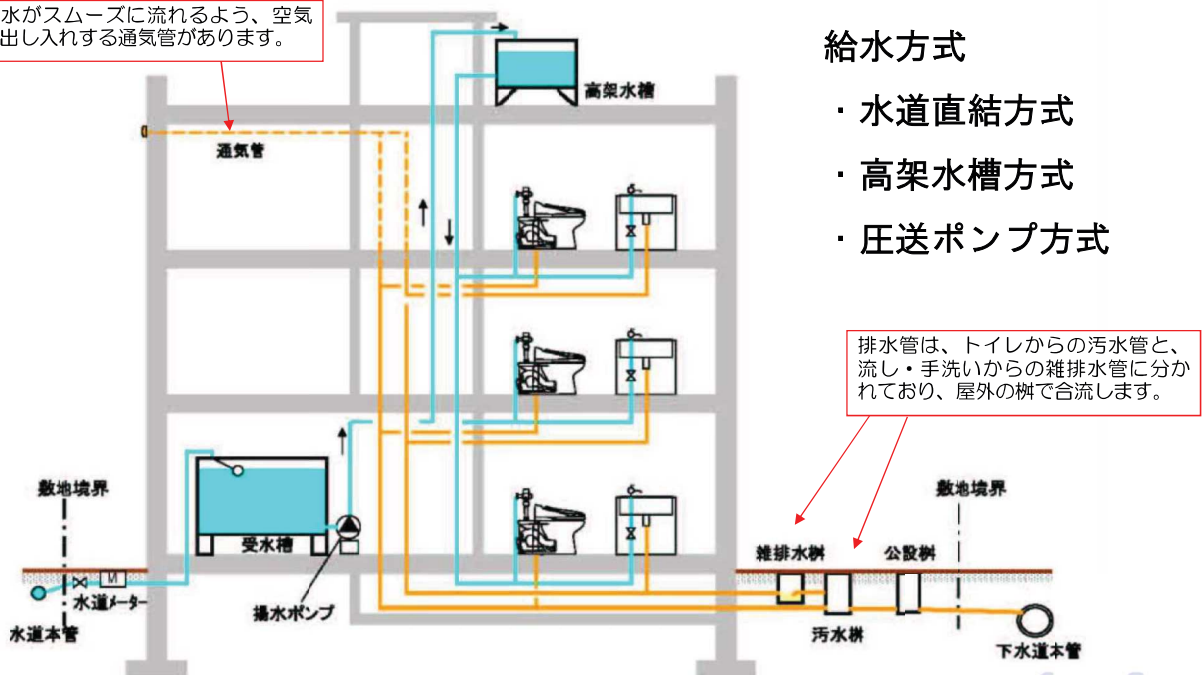 水がスムーズに流れるよう、空気
出し入れする通気管があります。
給水方式
・水道直結方式
・高架水槽方式
・圧送ポンプ方式
高架水槽
通気管
排水管は、トイレからの汚水管と、
流し・手洗いからの雑排水管に分か
れており、屋外の桝で合流します。
敷地境界
受水槽
M
水道メーター
水道本管
揚水ポンプ
敷地境界
雑排水桝
公設桝
汚水桝
下水道本管